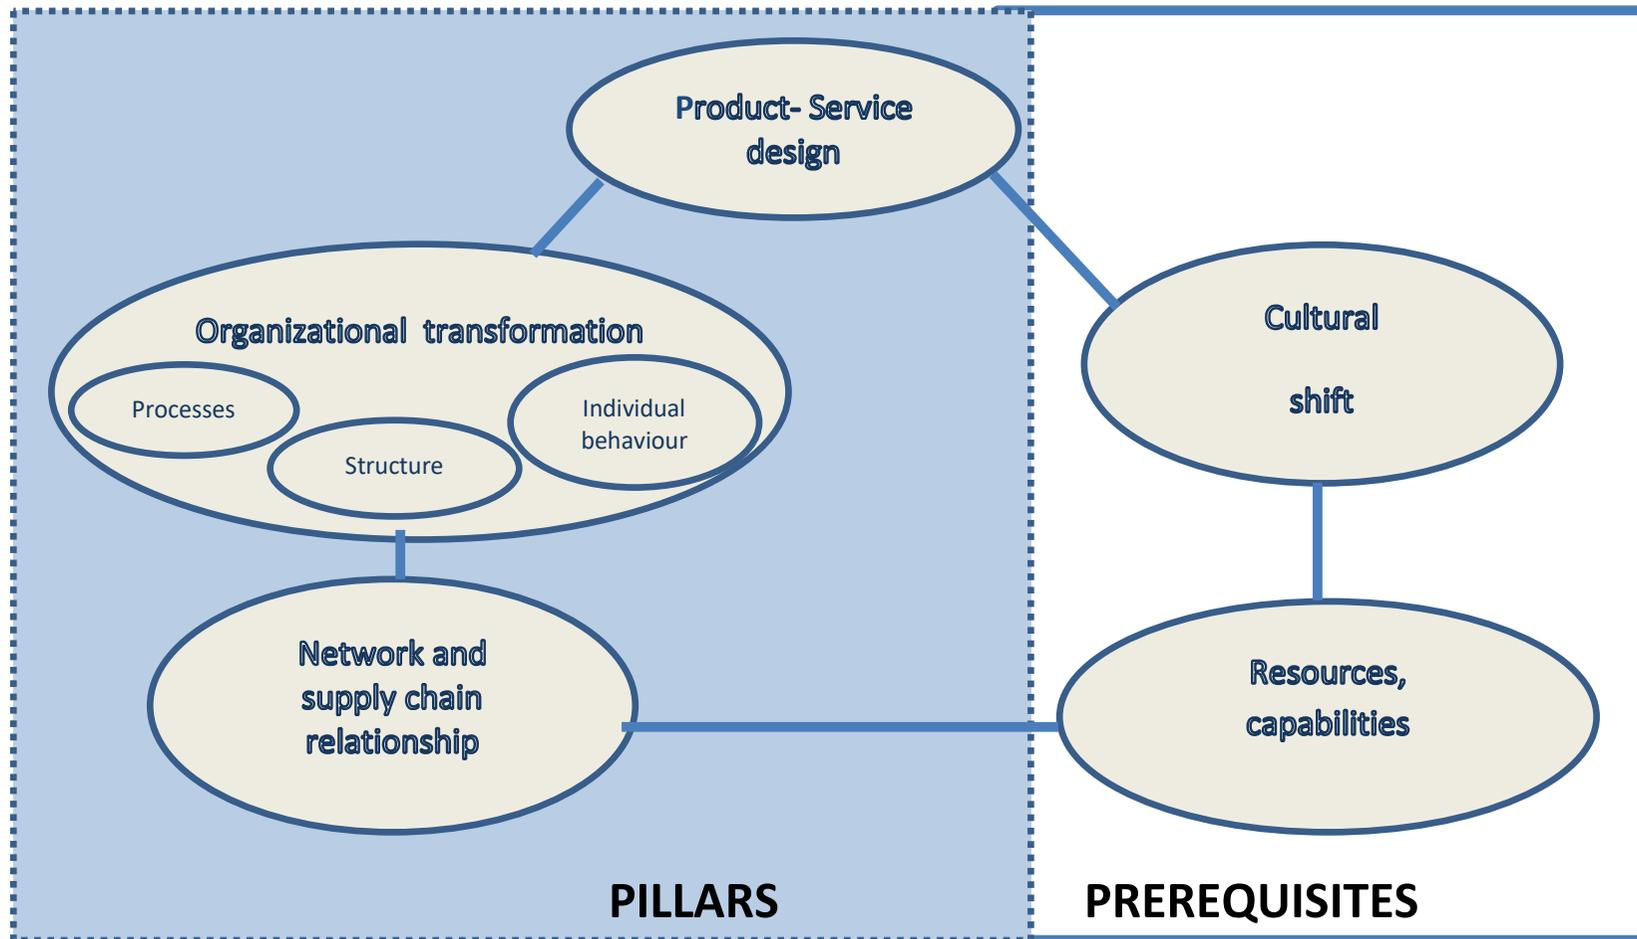 Product- Service
design
Organizational  transformation
Processes
Structure
Individual
behaviour
Cultural
shift
Network and
supply chain
relationship
Resources,
capabilities
PILLARS
PREREQUISITES